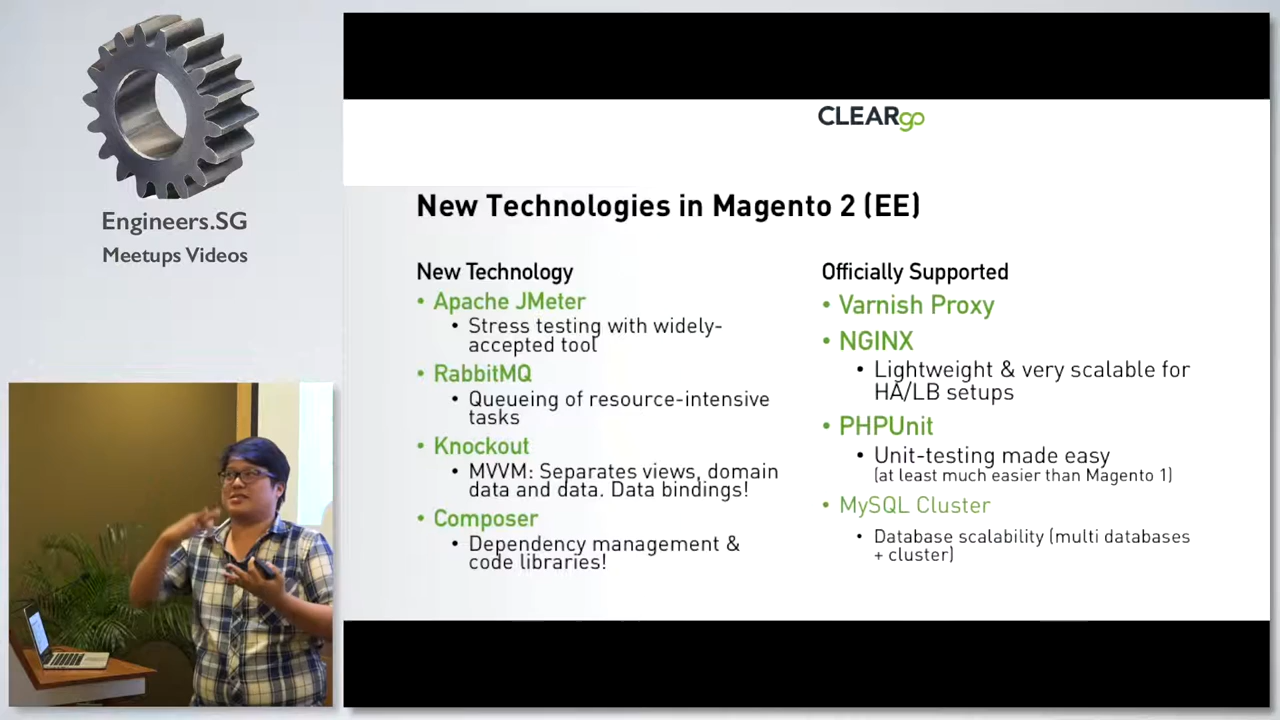 Engineers.SG
Meetups Videos
CLEARgo
New Technologies in Magento 2 (EE)
New Technology
• Apache JMeter
• Stress testing with widely-
accepted tool
• RabbitMQ
• Queueing of resource-intensive
tasks
• Knockout
• MVVM: Separates views, domain
data and data. Data bindings!
• Composer
• Dependency management &
code libraries!
Officially Supported
• Varnish Proxy
• NGINX
• Lightweight & very scalable for
HA/LB setups
• PHPUnit
• Unit-testing made easy
(at least much easier than Magento 1)
• MySQL Cluster
• Database scalability (multi databases
+ cluster)